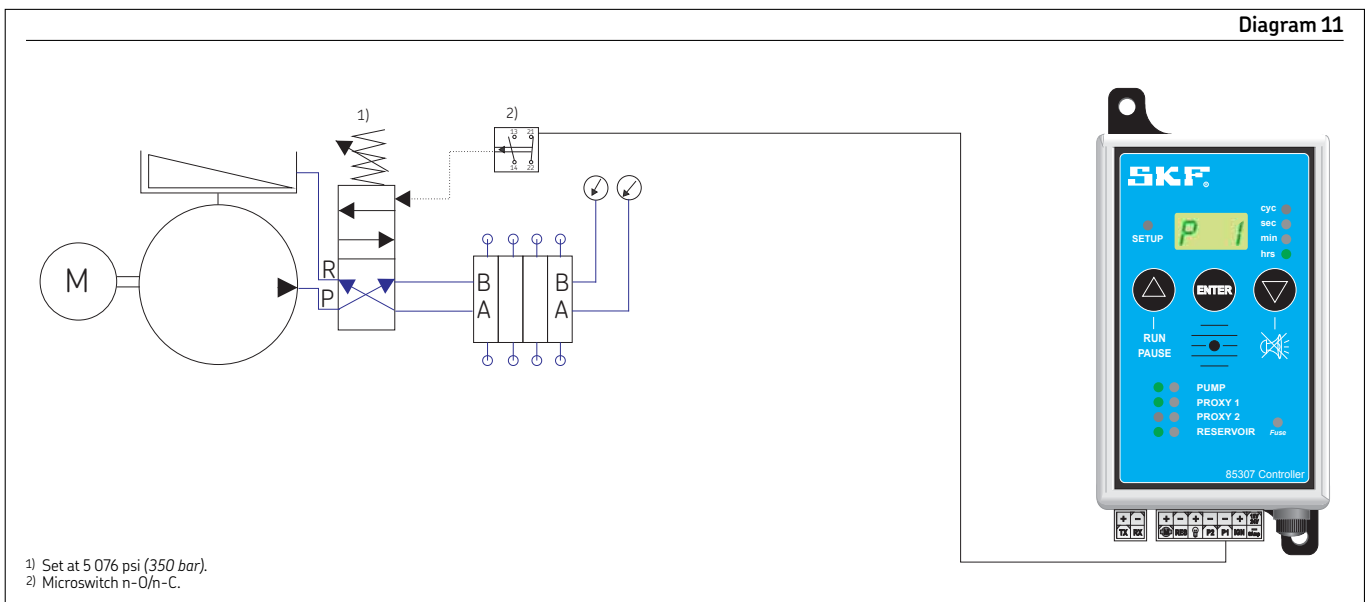 Diagram 11
1)
2)
13 21
14 22
M
R
P
B
A
B
A
SKF®
cyc
sec
min
hrs
SETUP
P 1
ENTER
RUN
PAUSE
PUMP
PROXY 1
PROXY 2
RESERVOIR
Fuse
85307 Controller
+ -
TX RX
+ - + - - +
M RES P2 P1 IGN
1) Set at 5 076 psi (350 bar).
2) Microswitch n-O/n-C.